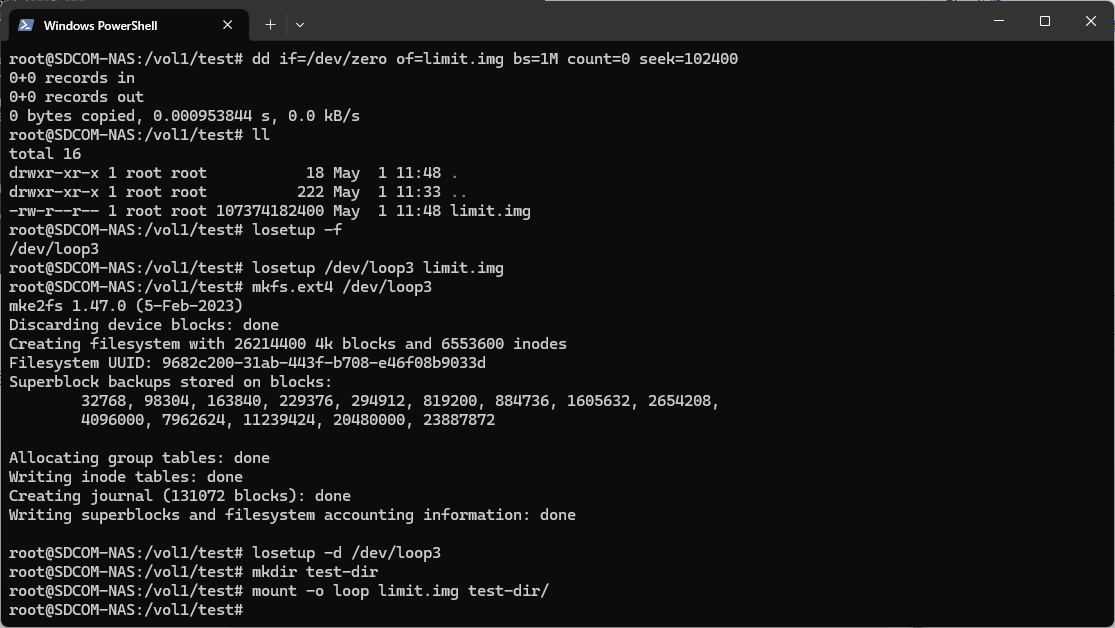 Windows PowerShell
root@SDCOM-NAS:/vol1/test# dd if=/dev/zero of=limit.img bs=1M count=0 seek=102400
0+0 records in
0+0 records out
0 bytes copied, 0.000953844 s, 0.0 kB/s
root@SDCOM-NAS:/vol1/test# ll
total 16
drwxr-xr-x 1 root root           18 May  1 11:48 .
drwxr-xr-x 1 root root          222 May  1 11:33 ..
-rw-r--r-- 1 root root 107374182400 May  1 11:48 limit.img
root@SDCOM-NAS:/vol1/test# losetup -f
/dev/loop3
root@SDCOM-NAS:/vol1/test# losetup /dev/loop3 limit.img
root@SDCOM-NAS:/vol1/test# mkfs.ext4 /dev/loop3
mke2fs 1.47.0 (5-Feb-2023)
Discarding device blocks: done
Creating filesystem with 26214400 4k blocks and 6553600 inodes
Filesystem UUID: 9682c200-31ab-443f-b708-e46f08b9033d
Superblock backups stored on blocks:
        32768, 98304, 163840, 229376, 294912, 819200, 884736, 1605632, 2654208,
        4096000, 7962624, 11239424, 20480000, 23887872
Allocating group tables: done
Writing inode tables: done
Creating journal (131072 blocks): done
Writing superblocks and filesystem accounting information: done
root@SDCOM-NAS:/vol1/test# losetup -d /dev/loop3
root@SDCOM-NAS:/vol1/test# mkdir test-dir
root@SDCOM-NAS:/vol1/test# mount -o loop limit.img test-dir/
root@SDCOM-NAS:/vol1/test#